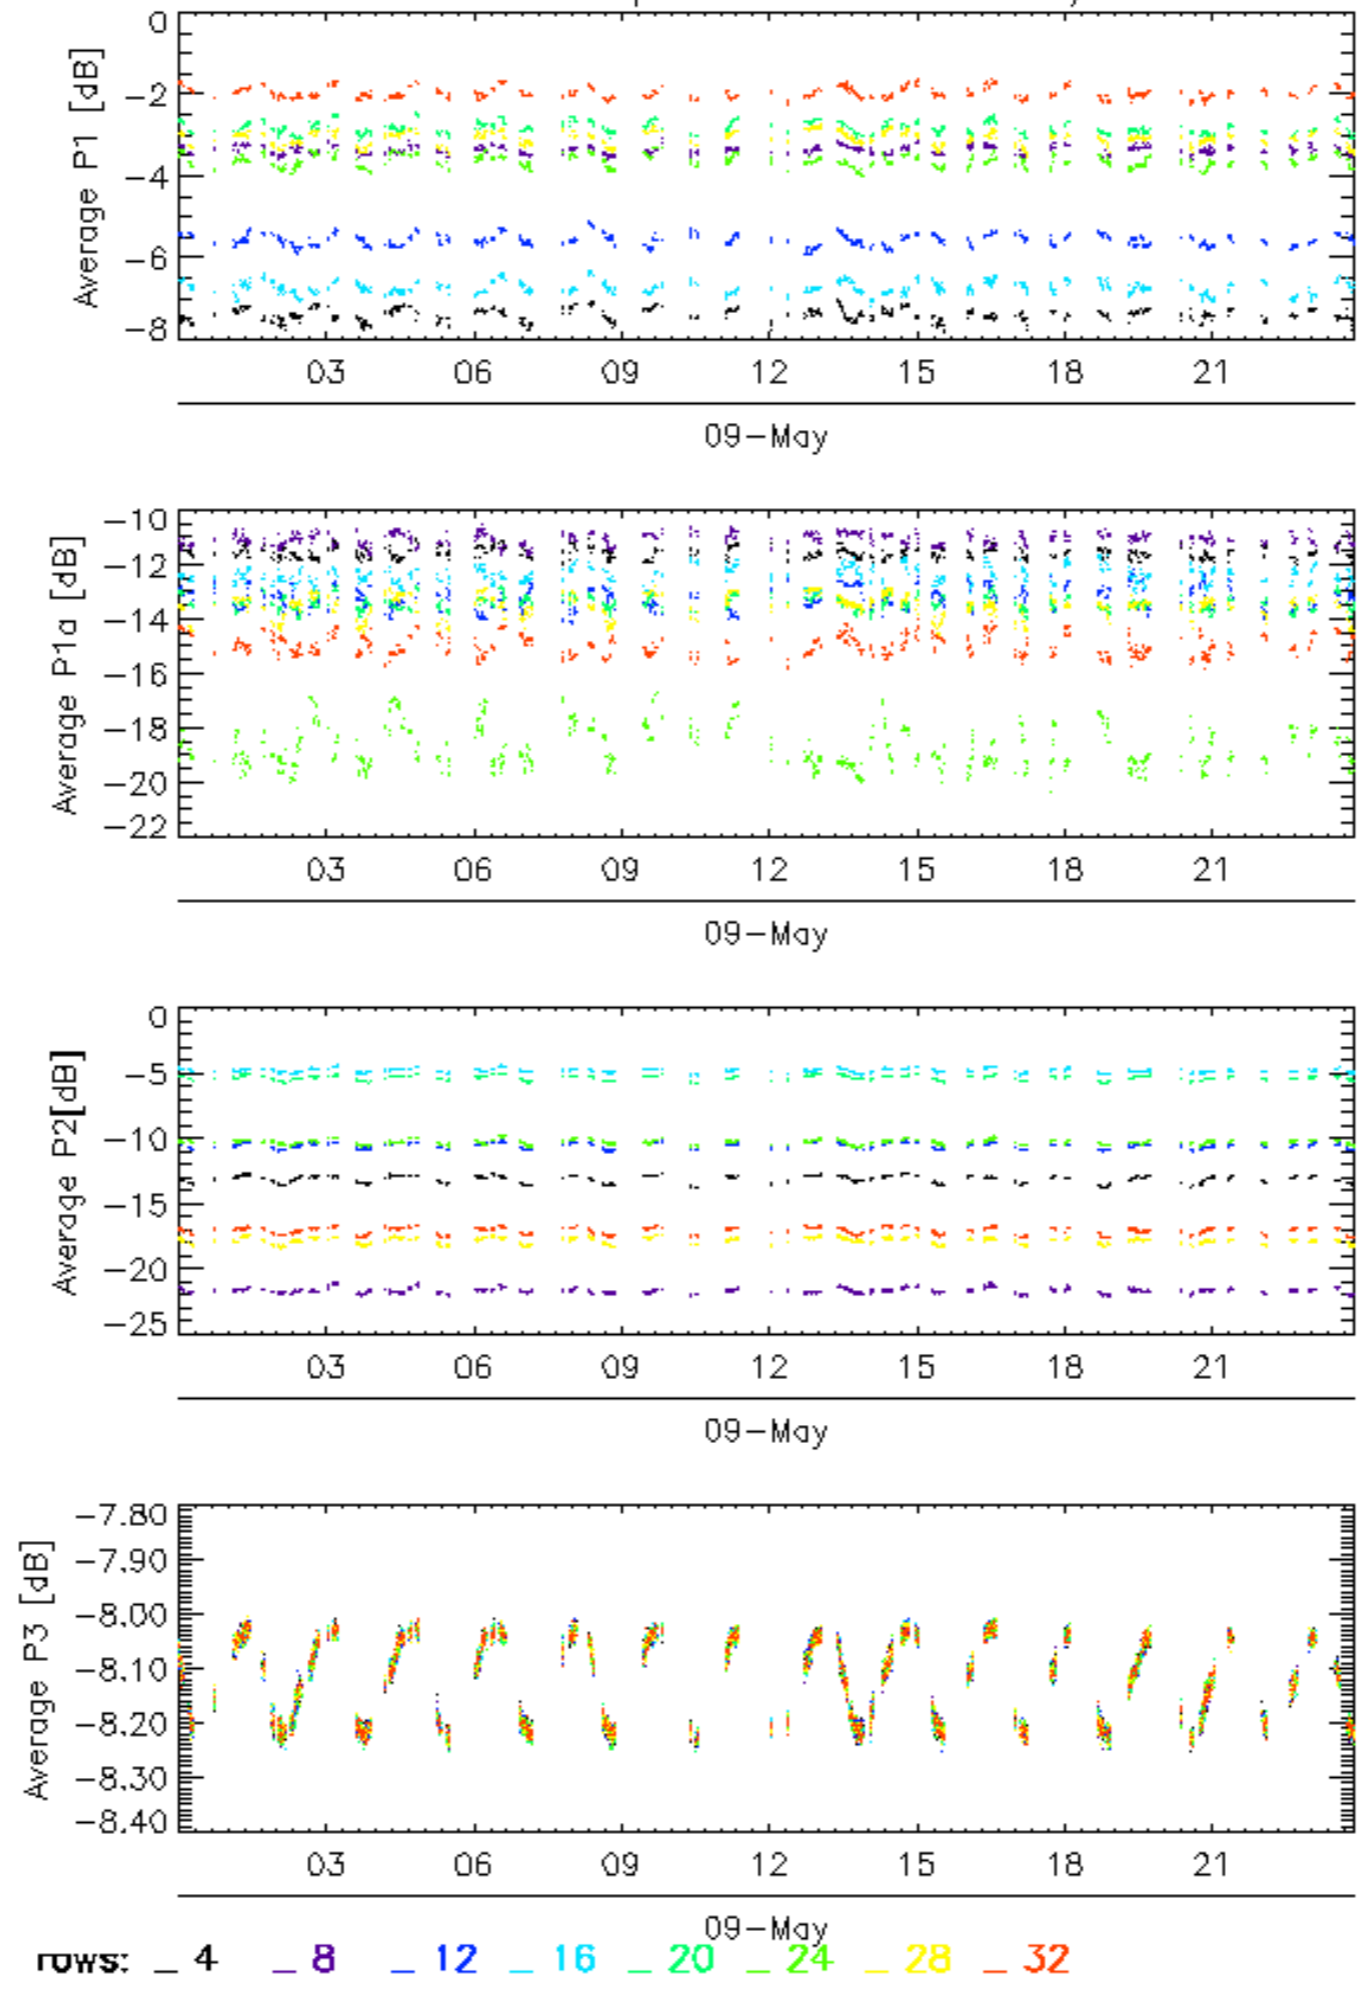 0
−2
−4
−6
−8
Average P1 [dB]
03 06 09 12 15 18 21
09−May
−10
−12
−14
−16
−18
−20
−22
Average P1a [dB]
03 06 09 12 15 18 21
09−May
0
−5
−10
−15
−20
−25
Average P2[dB]
03 06 09 12 15 18 21
09−May
−7.80
−7.90
−8.00
−8.10
−8.20
−8.30
−8.40
Average P3 [dB]
03 06 09 12 15 18 21
09−May
rows: _ 4 _ 8 _ 12 _ 16 _ 20 _ 24 _ 28 _ 32